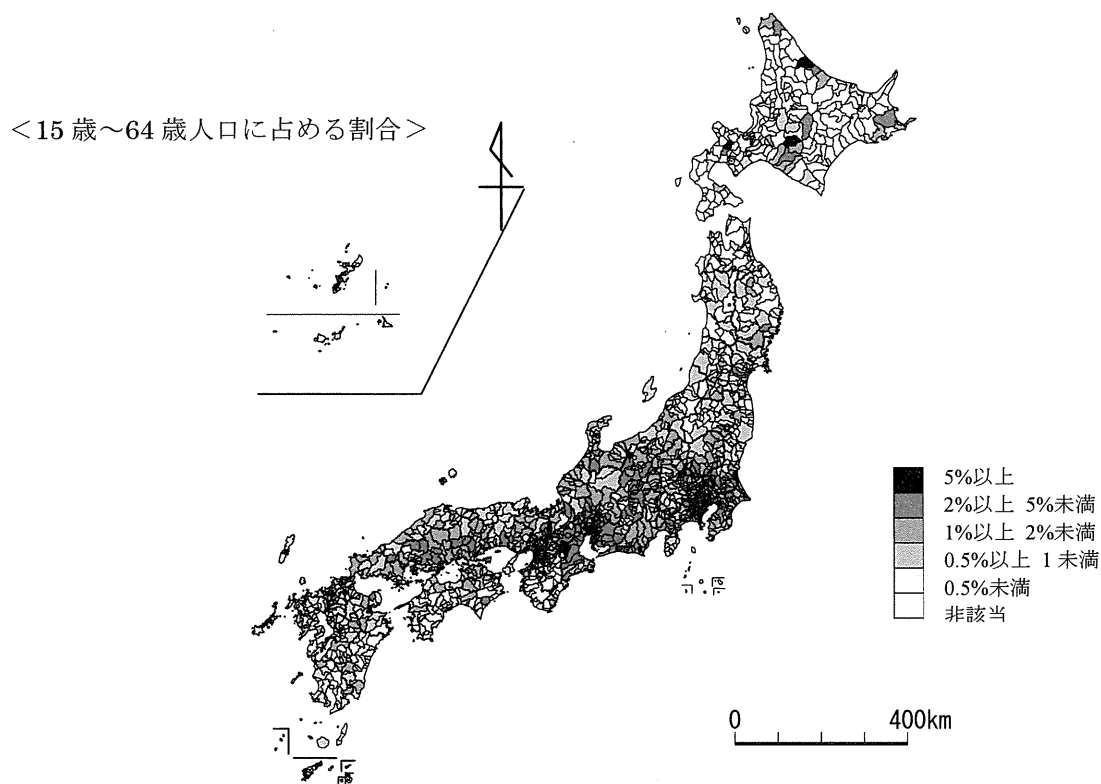 ＜15歳～64歳人口に占める割合＞
5%以上
2%以上 5%未満
1%以上 2%未満
0.5%以上 1未満
0.5%未満
非該当
0 400km